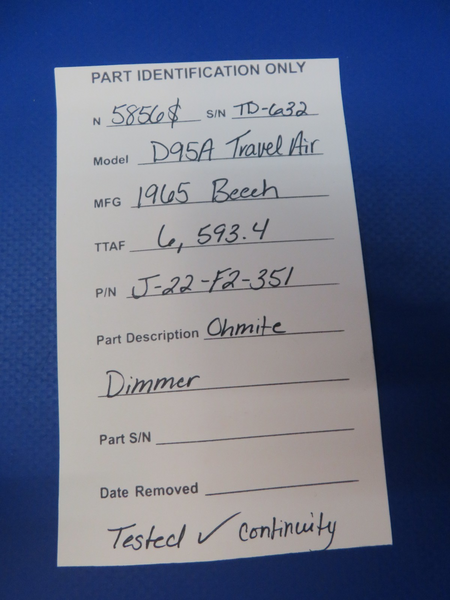 PART IDENTIFICATION ONLY
N 5856S S/N TD-632
Model D95A Travel Air
MFG 1965 Beech
TTAF 6,593.4
P/N J-22-F2-351
Part Description Ohmite
Dimmer
Part S/N
Date Removed
Tested ✓ continuity